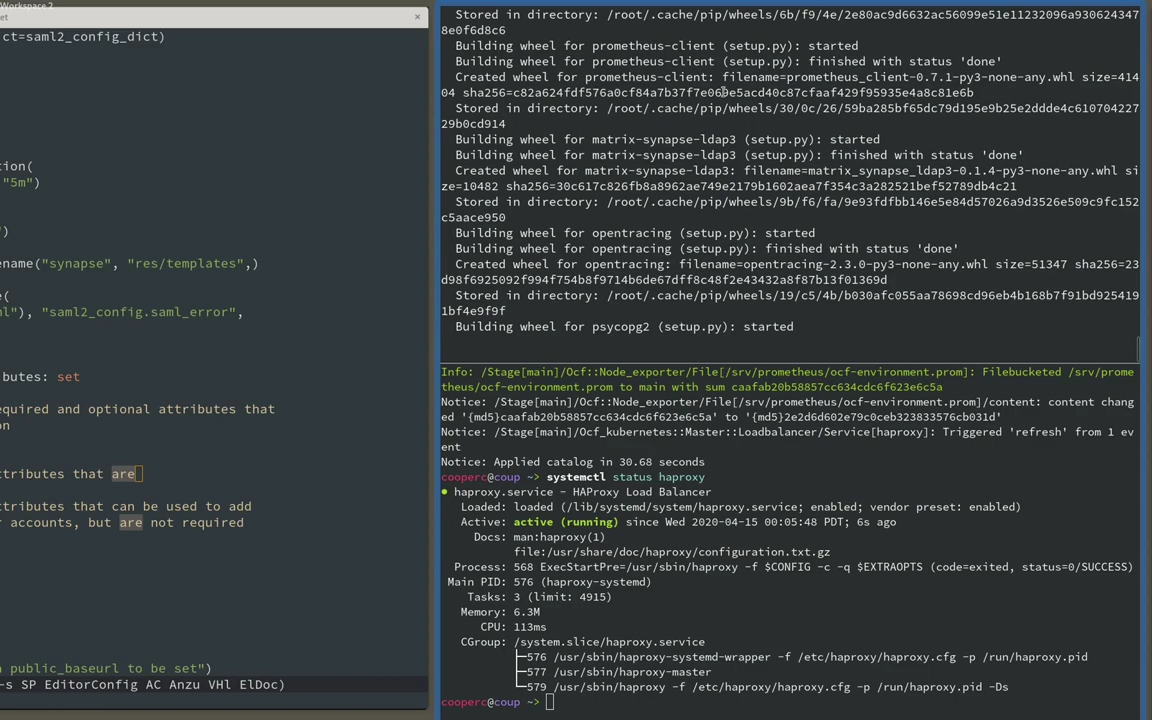 Workspace 2
et
ct=saml2_config_dict)
tion(
"5m")
")
ename("synapse", "res/templates",)
e(
ml"), "saml2_config.saml_error",
butes: set
equired and optional attributes that
on
ttributes that are
ttributes that can be used to add
r accounts, but are not required
a public_baseurl to be set")
-s SP EditorConfig AC Anzu VHl ElDoc)
Stored in directory: /root/.cache/pip/wheels/6b/f9/4e/2e80ac9d6632ac56099e51e11232096a9f930624347
8e0f6d8c6
Building wheel for prometheus-client (setup.py): started
Building wheel for prometheus-client (setup.py): finished with status 'done'
Created wheel for prometheus-client: filename=prometheus_client-0.7.1-py3-none-any.whl size=414
04 sha256=c82a624fdf576a0cf84a7b37f7e060e5acd40c87cfaaf429f95935e4a8c81e6b
Stored in directory: /root/.cache/pip/wheels/30/0c/26/59ba285bf65dc79d195e9b25e2ddde4c610704227
29b0cd914
Building wheel for matrix-synapse-ldap3 (setup.py): started
Building wheel for matrix-synapse-ldap3 (setup.py): finished with status 'done'
Created wheel for matrix-synapse-ldap3: filename=matrix_synapse_ldap3-0.1.4-py3-none-any.whl si
ze=10482 sha256=30c617c826fb8a8962ae749e2179b1602aea7f354c3a282521bef52789db4c21
Stored in directory: /root/.cache/pip/wheels/9b/f6/fa/9e93fdfbb146e5e84d57026a9d3526e509c9fc152
c5aace950
Building wheel for opentracing (setup.py): started
Building wheel for opentracing (setup.py): finished with status 'done'
Created wheel for opentracing: filename=opentracing-2.3.0-py3-none-any.whl size=51347 sha256=23
d98f6925092f994f754b8f9714b6de67dff8c48f2e43432a8f87b13f01369d
Stored in directory: /root/.cache/pip/wheels/19/c5/4b/b030afc055aa78698cd96eb4b168b7f91bd925419
1bf4e9f9f
Building wheel for psycopg2 (setup.py): started
Info: /Stage[main]/Ocf::Node_exporter/File[/srv/prometheus/ocf-environment.prom]: Filebucketed /srv/prome
theus/ocf-environment.prom to main with sum caafab20b58857cc634cdc6f623e6c5a
Notice: /Stage[main]/Ocf::Node_exporter/File[/srv/prometheus/ocf-environment.prom]/content: content chang
ed '{md5}caafab20b58857cc634cdc6f623e6c5a' to '{md5}2e2d6d602e79c0ceb323833576cb031d'
Notice: /Stage[main]/Ocf_kubernetes::Master::Loadbalancer/Service[haproxy]: Triggered 'refresh' from 1 ev
ent
Notice: Applied catalog in 30.68 seconds
cooperc@coup ~> systemctl status haproxy
● haproxy.service - HAProxy Load Balancer
Loaded: loaded (/lib/systemd/system/haproxy.service; enabled; vendor preset: enabled)
Active: active (running) since Wed 2020-04-15 00:05:48 PDT; 6s ago
Docs: man:haproxy(1)
file:/usr/share/doc/haproxy/configuration.txt.gz
Process: 568 ExecStartPre=/usr/sbin/haproxy -f $CONFIG -c -q $EXTRAOPTS (code=exited, status=0/SUCCESS)
Main PID: 576 (haproxy-systemd)
Tasks: 3 (limit: 4915)
Memory: 6.3M
CPU: 113ms
CGroup: /system.slice/haproxy.service
├─576 /usr/sbin/haproxy-systemd-wrapper -f /etc/haproxy/haproxy.cfg -p /run/haproxy.pid
├─577 /usr/sbin/haproxy-master
└─579 /usr/sbin/haproxy -f /etc/haproxy/haproxy.cfg -p /run/haproxy.pid -Ds
cooperc@coup ~>